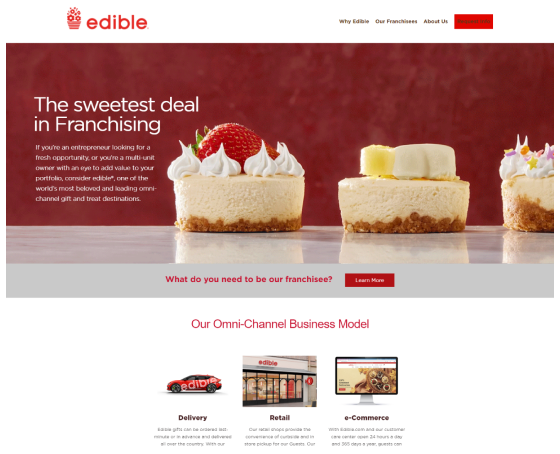 edible
Why Edible
Our Franchisees
About Us
The sweetest deal
in Franchising
If you're an entrepreneur looking for a
fresh opportunity, or you're a multi-unit
owner with an eye to add value to your
portfolio, consider edible®, one of the
world's most beloved and leading omni-
channel gift and treat destinations.
What do you need to be our franchisee?
Learn More
Our Omni-Channel Business Model
edible
edible
Delivery
Retail
e-Commerce
Edible gifts can be ordered last-
minute or in advance and delivered
all over the country. With our
Our retail shops provide the
convenience of curbside and in
store pickup for our Guests. Our
With Edible.com and our customer
care center open 24 hours a day
and 365 days a year, guests can